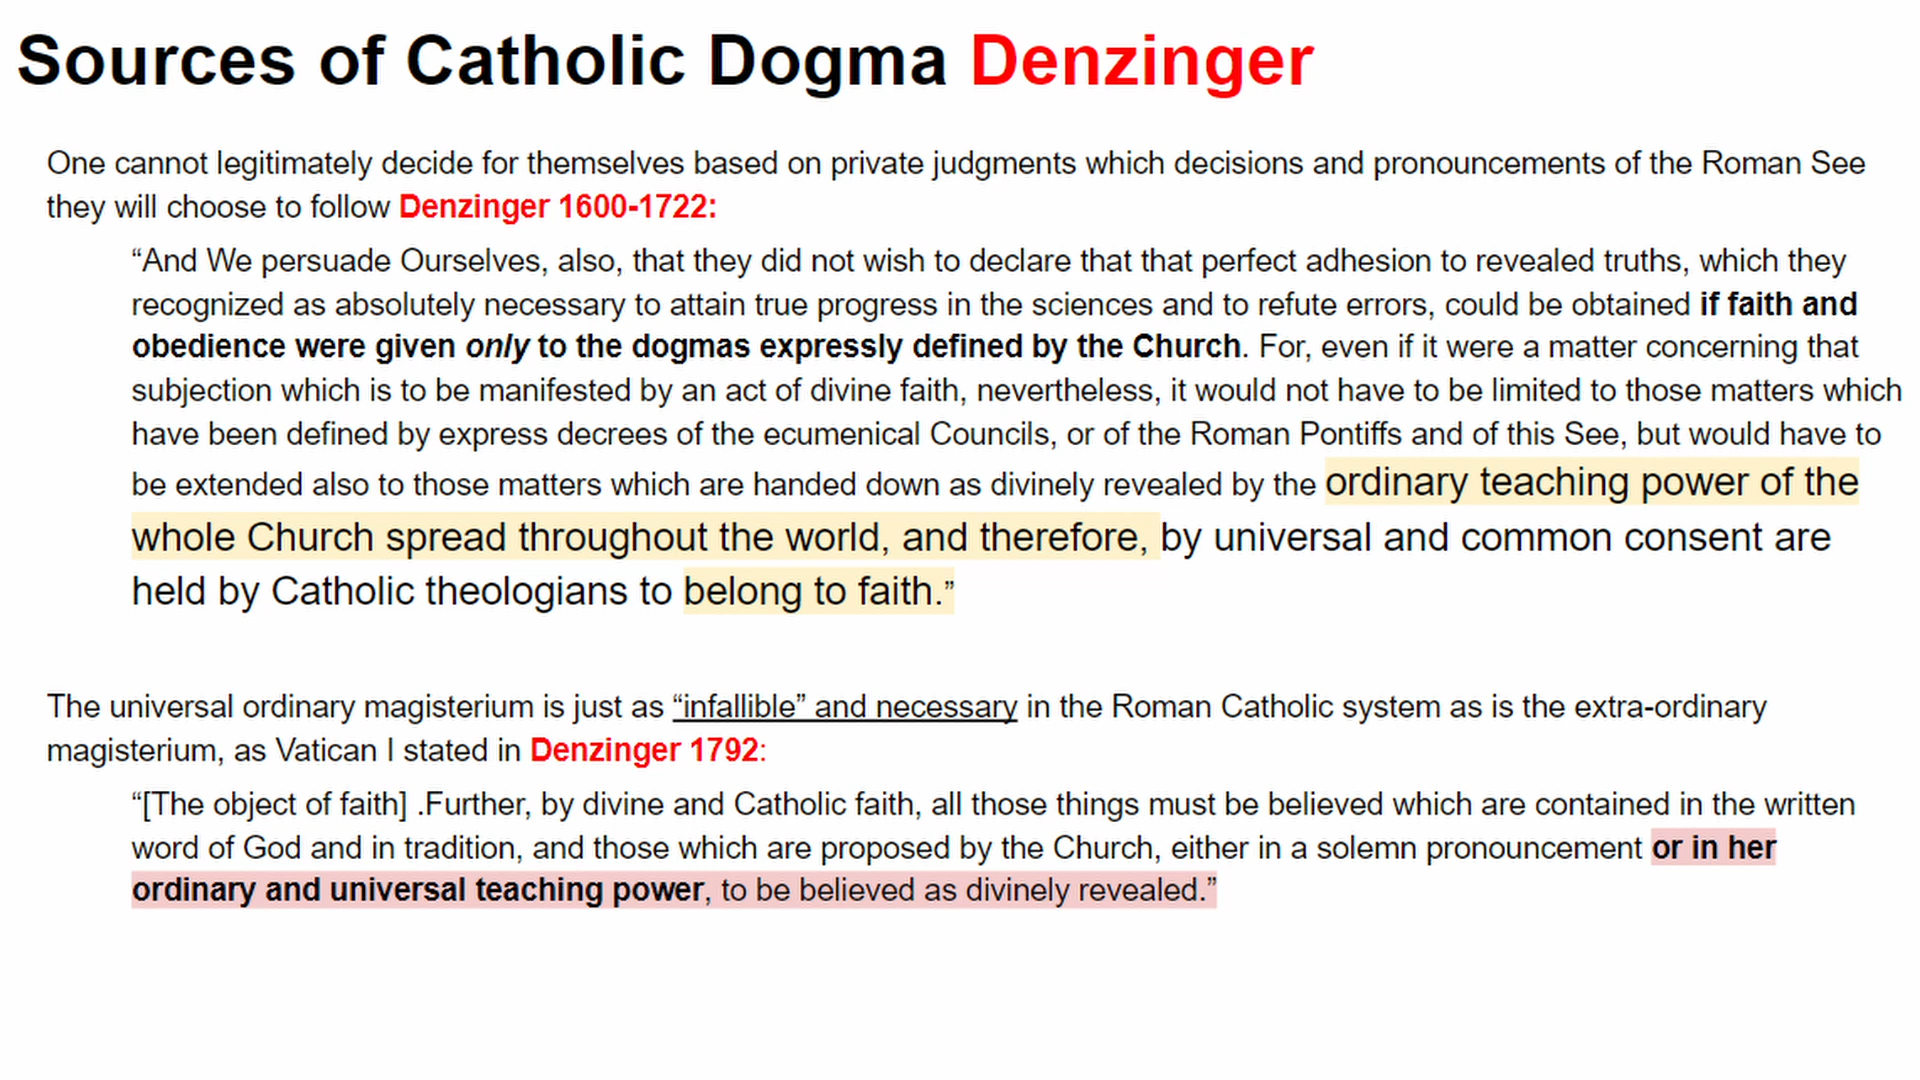 Sources of Catholic Dogma Denzinger
One cannot legitimately decide for themselves based on private judgments which decisions and pronouncements of the Roman See
they will choose to follow Denzinger 1600-1722:
“And We persuade Ourselves, also, that they did not wish to declare that that perfect adhesion to revealed truths, which they
recognized as absolutely necessary to attain true progress in the sciences and to refute errors, could be obtained if faith and
obedience were given only to the dogmas expressly defined by the Church. For, even if it were a matter concerning that
subjection which is to be manifested by an act of divine faith, nevertheless, it would not have to be limited to those matters which
have been defined by express decrees of the ecumenical Councils, or of the Roman Pontiffs and of this See, but would have to
be extended also to those matters which are handed down as divinely revealed by the ordinary teaching power of the
whole Church spread throughout the world, and therefore, by universal and common consent are
held by Catholic theologians to belong to faith.”
The universal ordinary magisterium is just as “infallible” and necessary in the Roman Catholic system as is the extra-ordinary
magisterium, as Vatican I stated in Denzinger 1792:
“[The object of faith] .Further, by divine and Catholic faith, all those things must be believed which are contained in the written
word of God and in tradition, and those which are proposed by the Church, either in a solemn pronouncement or in her
ordinary and universal teaching power, to be believed as divinely revealed.”